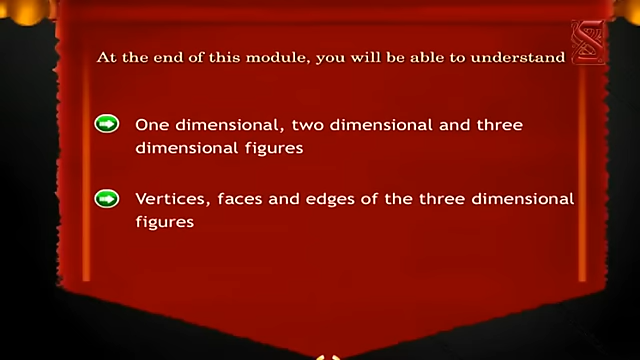 At the end of this module, you will be able to understand
One dimensional, two dimensional and three
dimensional figures
Vertices, faces and edges of the three dimensional
figures